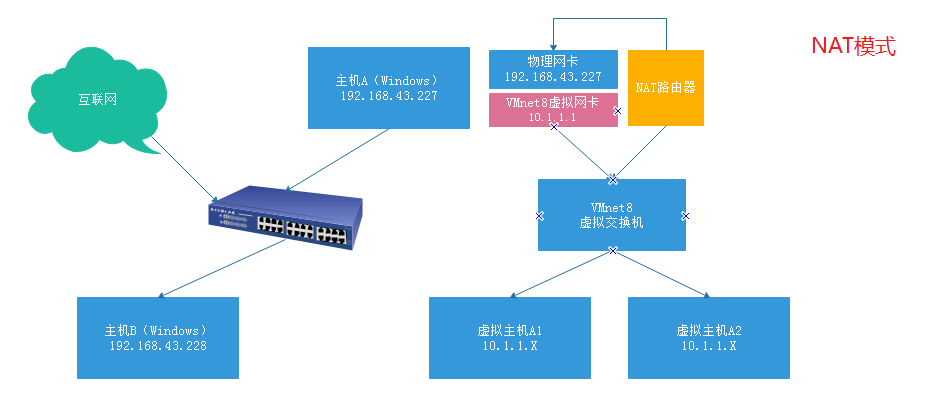 NAT模式
互联网
主机A（Windows）
192.168.43.227
物理网卡
192.168.43.227
VMnet8虚拟网卡
10.1.1.1
NAT路由器
VMnet8
虚拟交换机
主机B（Windows）
192.168.43.228
虚拟主机A1
10.1.1.X
虚拟主机A2
10.1.1.X